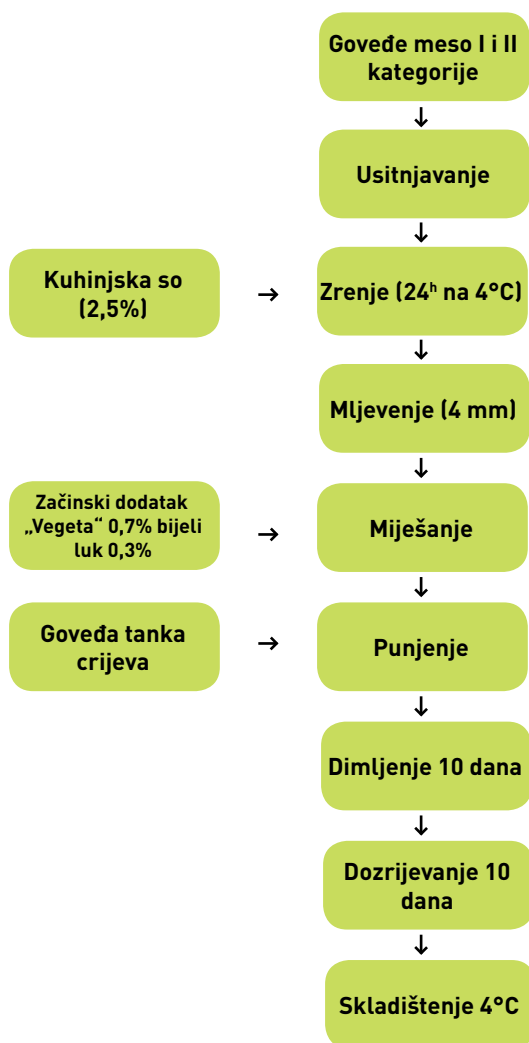 Goveđe meso I i II
kategorije
↓
Usitnjavanje
↓
Kuhinjska so
(2,5%)
→
Zrenje (24ʰ na 4°C)
↓
Mljevenje (4 mm)
↓
Začinski dodatak
„Vegeta“ 0,7% bijeli
luk 0,3%
→
Miješanje
↓
Goveđa tanka
crijeva
→
Punjenje
↓
Dimljenje 10 dana
↓
Dozrijevanje 10
dana
↓
Skladištenje 4°C